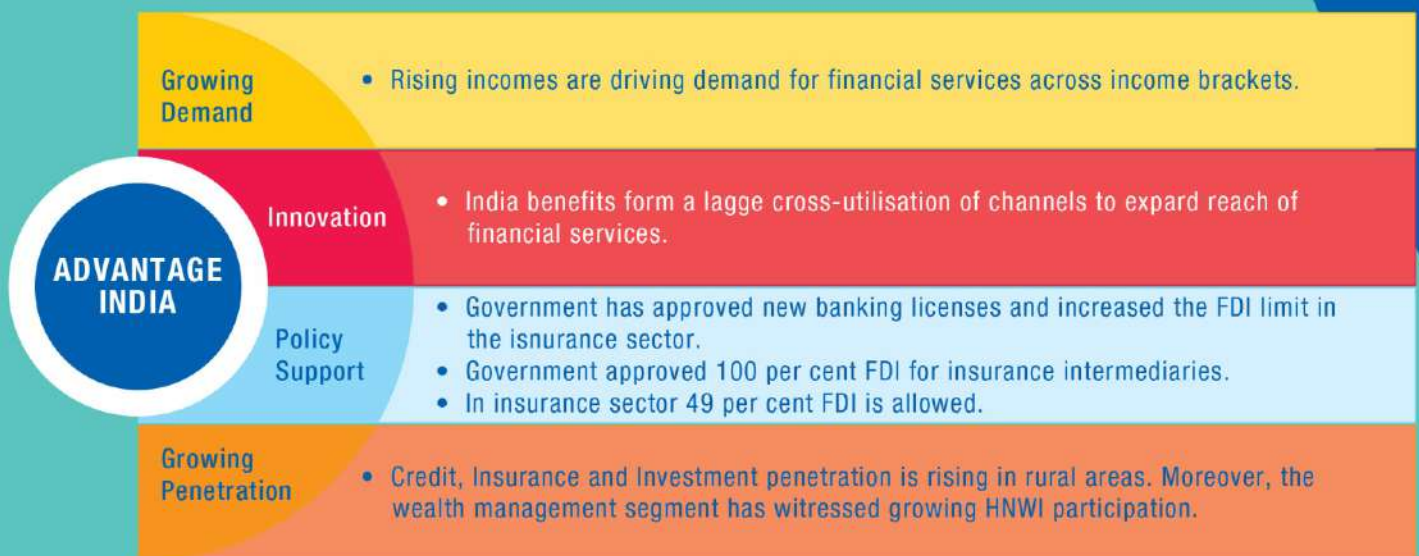 Growing
Demand
• Rising incomes are driving demand for financial services across income brackets.
Innovation
• India benefits form a lagge cross-utilisation of channels to expard reach of
financial services.
ADVANTAGE
INDIA
Policy
Support
• Government has approved new banking licenses and increased the FDI limit in
the isnurance sector.
• Government approved 100 per cent FDI for insurance intermediaries.
• In insurance sector 49 per cent FDI is allowed.
Growing
Penetration
• Credit, Insurance and Investment penetration is rising in rural areas. Moreover, the
wealth management segment has witressed growing HNWI participation.